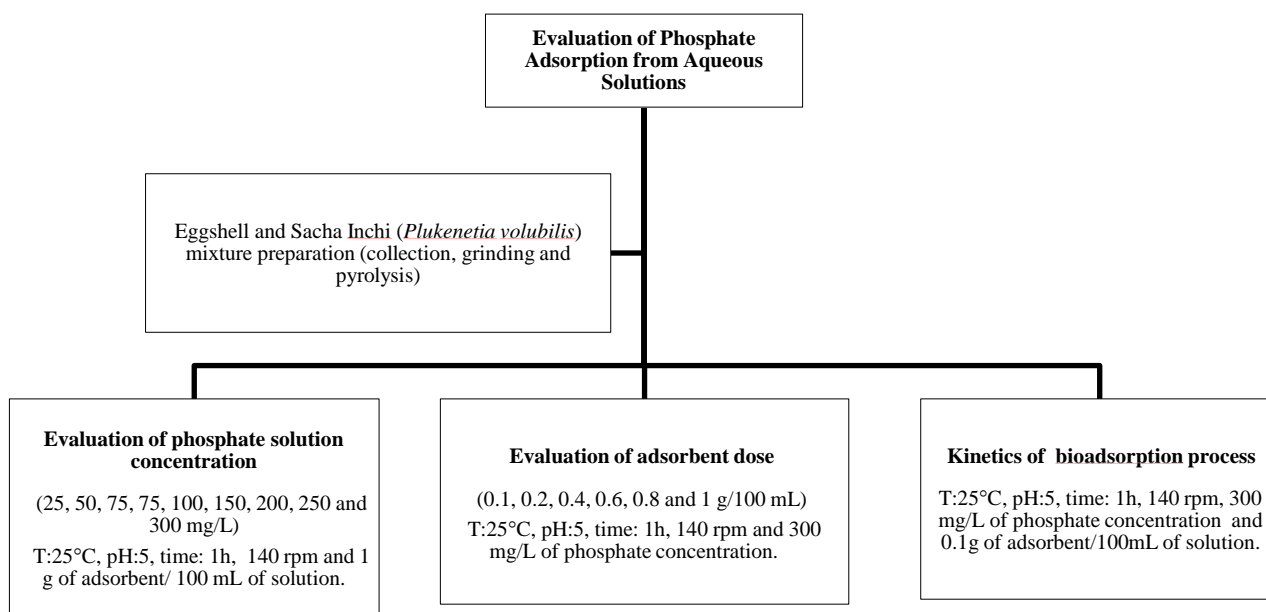 Evaluation of Phosphate
Adsorption from Aqueous
Solutions
Eggshell and Sacha Inchi (Plukenetia volubilis)
mixture preparation (collection, grinding and
pyrolysis)
Evaluation of phosphate solution
concentration
(25, 50, 75, 75, 100, 150, 200, 250 and
300 mg/L)
T:25°C, pH:5, time: 1h, 140 rpm and 1
g of adsorbent/ 100 mL of solution.
Evaluation of adsorbent dose
(0.1, 0.2, 0.4, 0.6, 0.8 and 1 g/100 mL)
T:25°C, pH:5, time: 1h, 140 rpm and 300
mg/L of phosphate concentration.
Kinetics of bioadsorption process
T:25°C, pH:5, time: 1h, 140 rpm, 300
mg/L of phosphate concentration and
0.1g of adsorbent/100mL of solution.